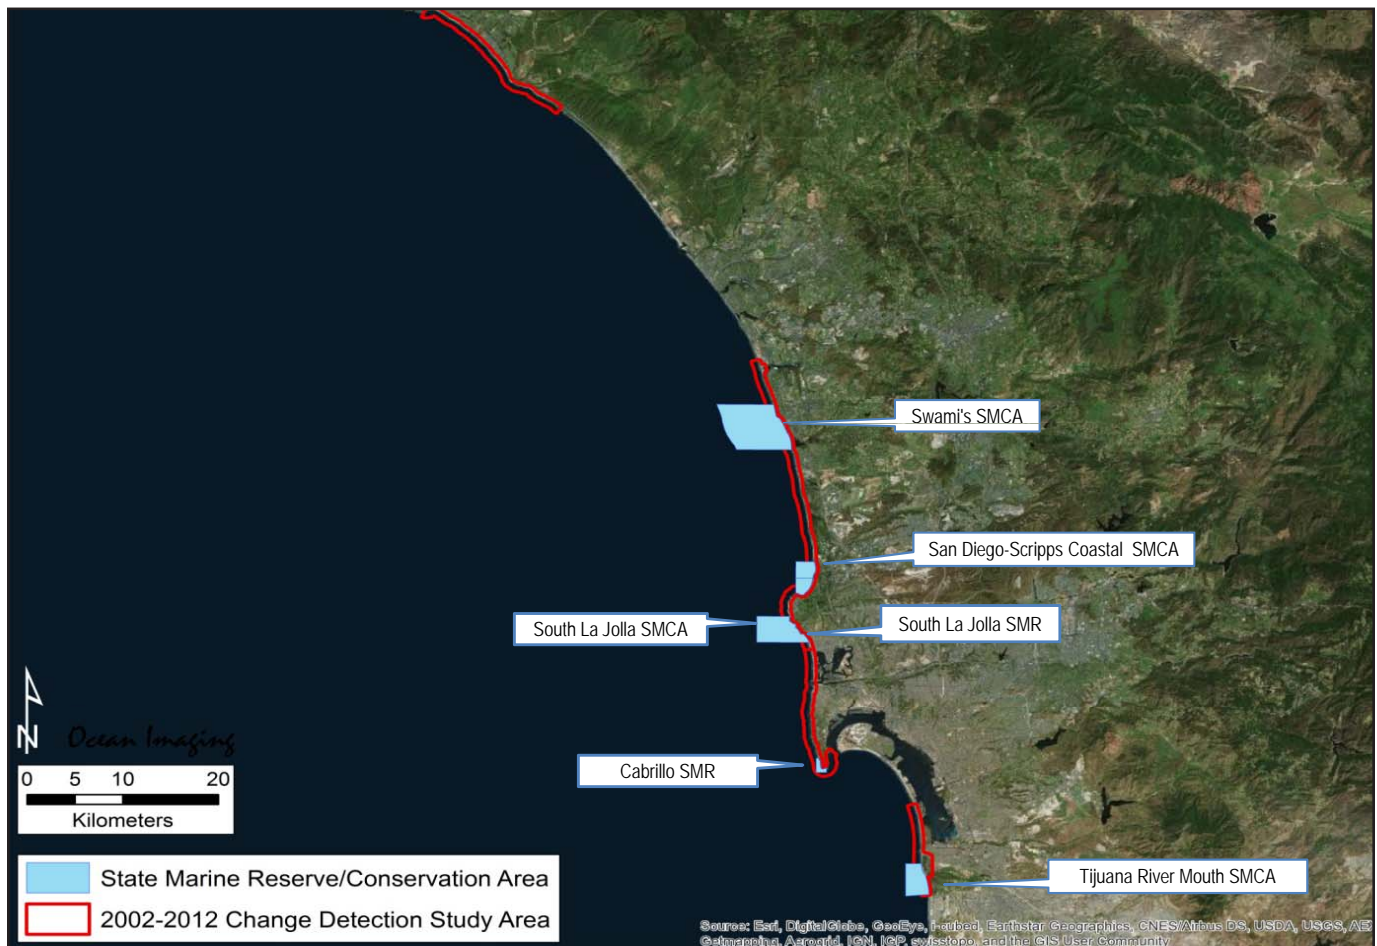 Swami's SMCA
San Diego-Scripps Coastal SMCA
South La Jolla SMCA
South La Jolla SMR
Cabrillo SMR
Tijuana River Mouth SMCA
N
Ocean Imaging
0 5 10 20
Kilometers
State Marine Reserve/Conservation Area
2002-2012 Change Detection Study Area
Source: Esri, DigitalGlobe, GeoEye, i-cubed, Earthstar Geographics, CNES/Airbus DS, USDA, USGS, AE
Getmapping, Aerogrid, IGN, IGP, swisstopo, and the GIS User Community